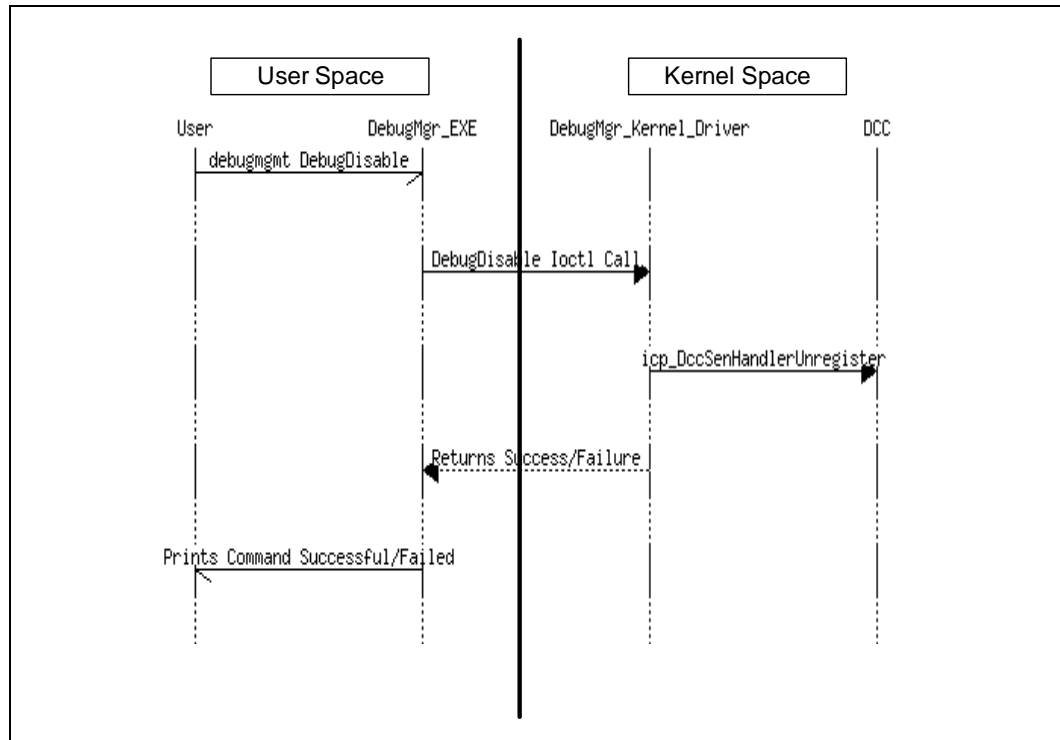 User Space
Kernel Space
User
DebugMgr_EXE
DebugMgr_Kernel_Driver
DCC
debugmgmt DebugDisable
DebugDisable Ioctl Call
icp_DccSenHandlerUnregister
Returns Success/Failure
Prints Command Successful/Failed